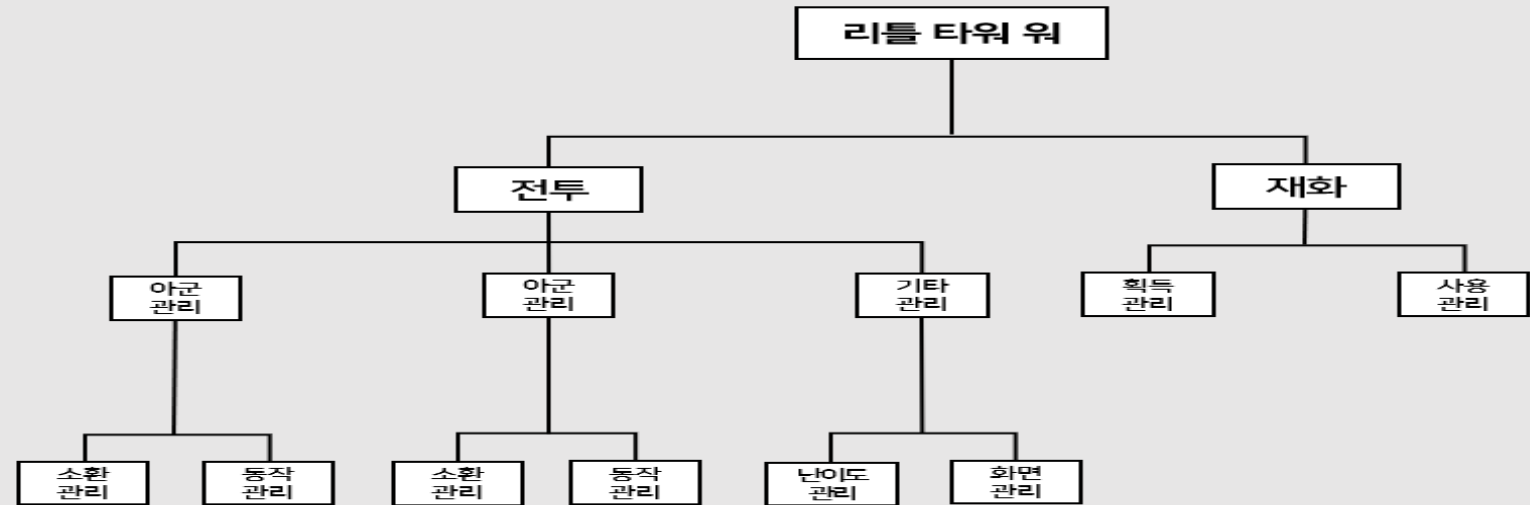 리틀 타워 워
전투
재화
아군
관리
아군
관리
기타
관리
획득
관리
사용
관리
소환
관리
동작
관리
소환
관리
동작
관리
난이도
관리
화면
관리